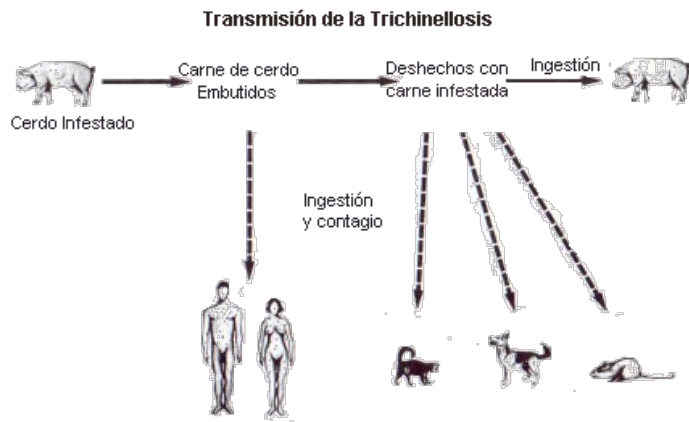 Transmisión de la Trichinellosis
Cerdo Infestado
Carne de cerdo
Embutidos
Deshechos con
carne infestada
Ingestión
Ingestión
y contagio